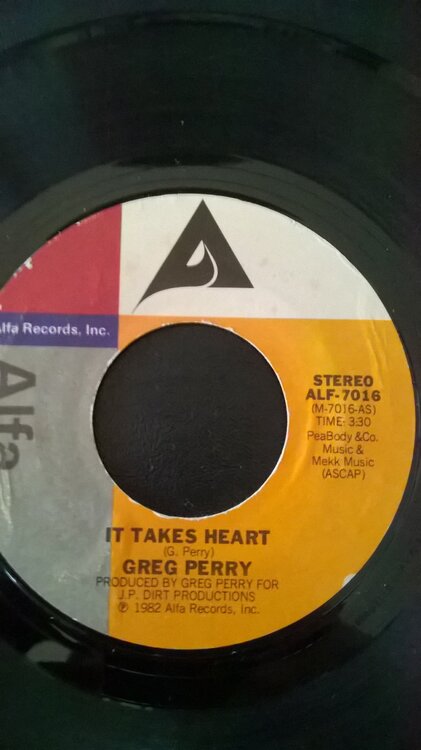 lfa Records, Inc.
Alfa
STEREO
ALF-7016
(M-7016-AS)
TIME: 3:30
PeaBody &Co.
Music &
Mekk Music
(ASCAP)
IT TAKES HEART
(G. Perry)
GREG PERRY
PRODUCED BY GREG PERRY FOR
J.P. DIRT PRODUCTIONS
℗ 1982 Alfa Records, Inc.